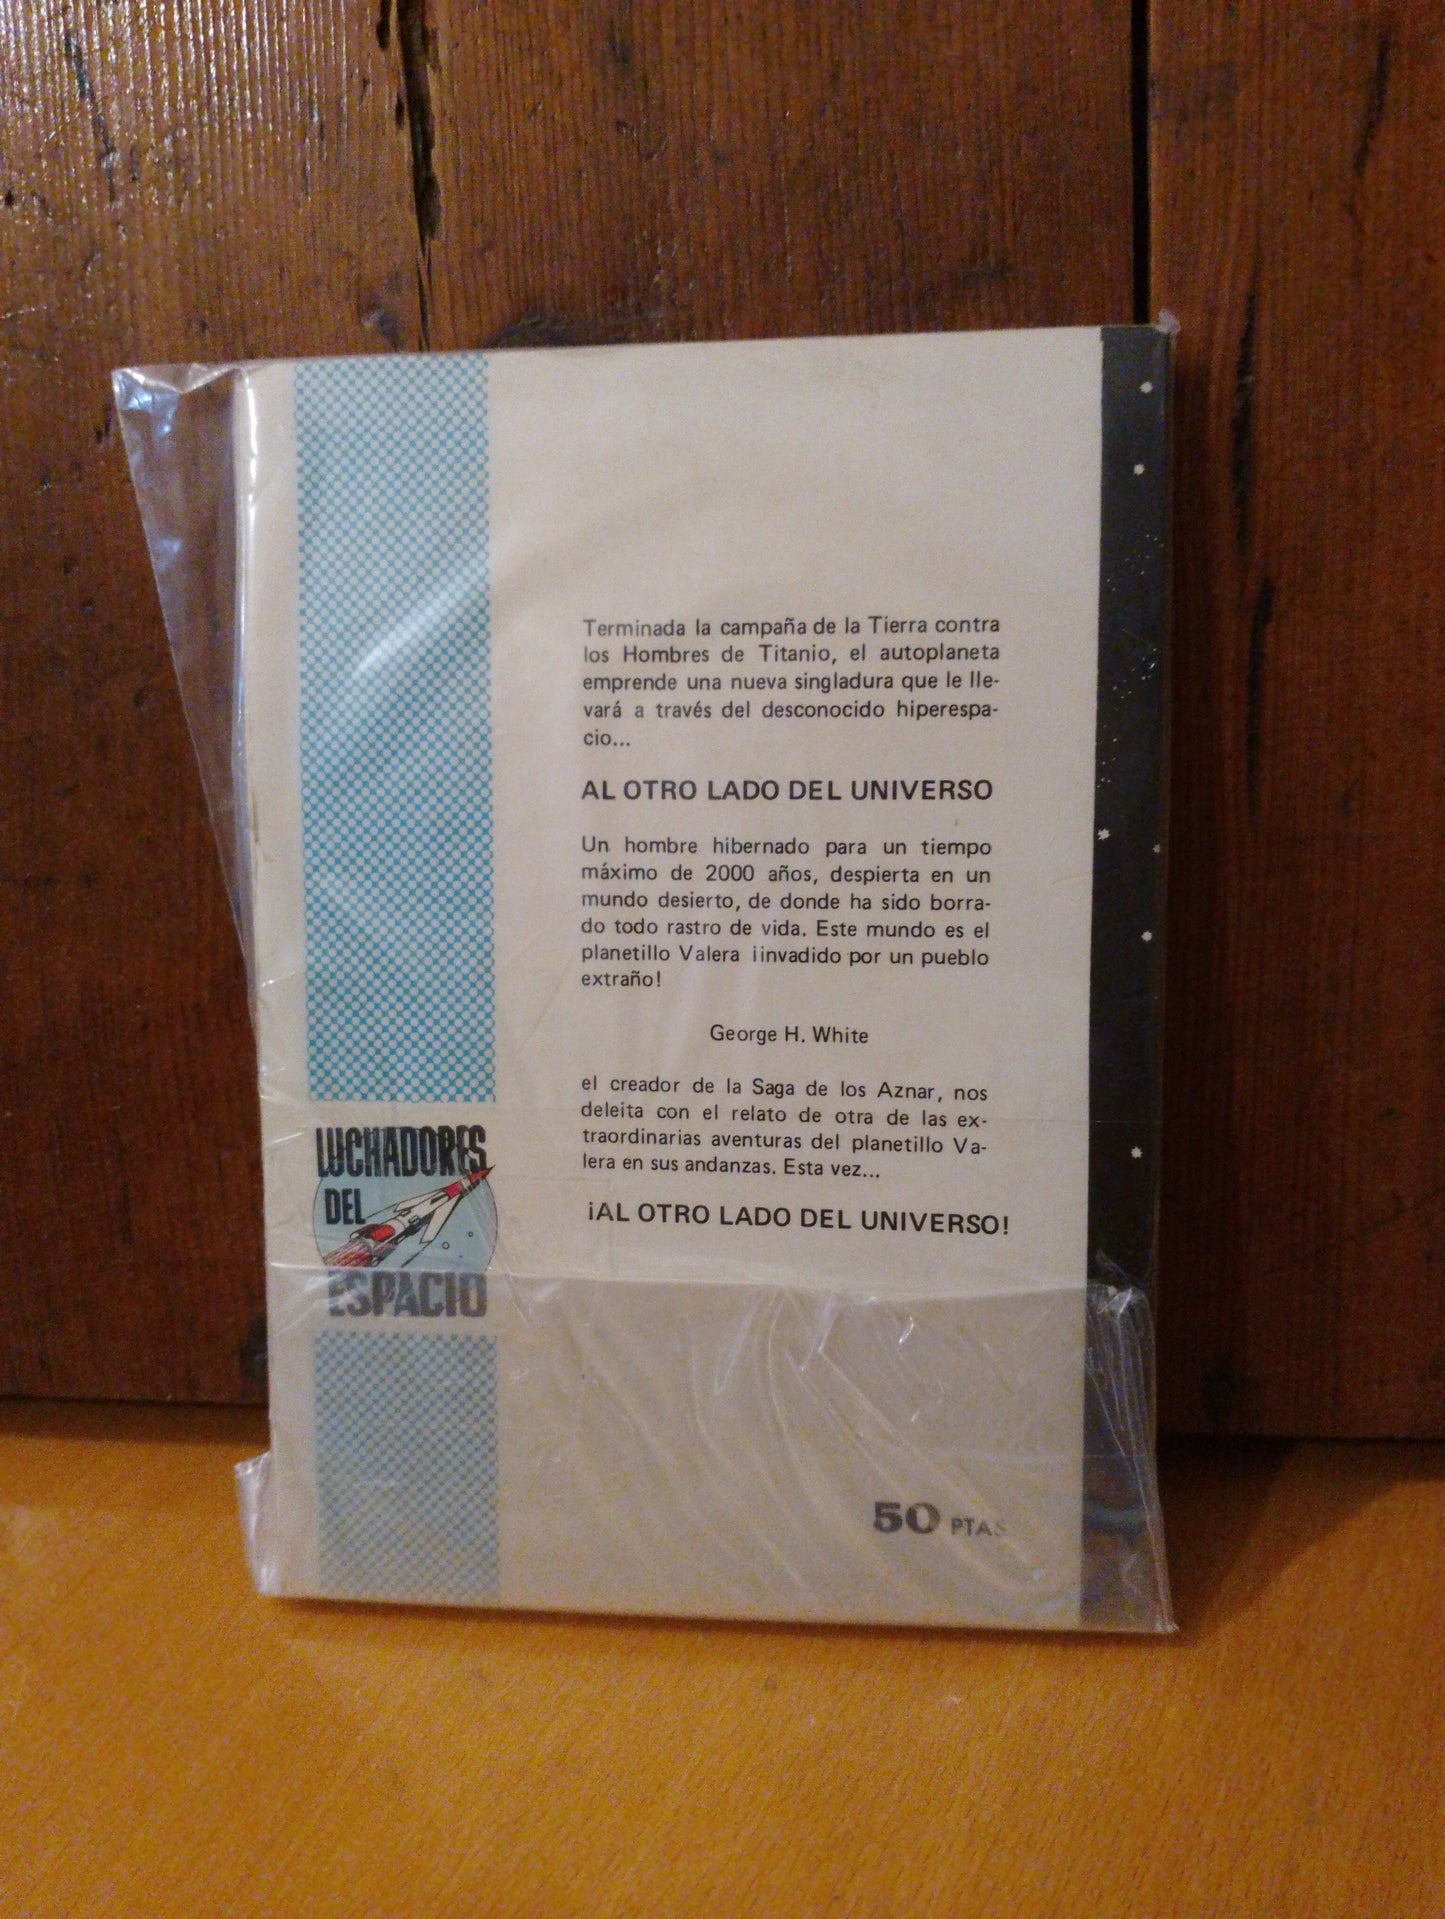 Terminada la campaña de la Tierra contra
los Hombres de Titanio, el autoplaneta
emprende una nueva singladura que le lle-
vará a través del desconocido hiperespa-
cio...
AL OTRO LADO DEL UNIVERSO
Un hombre hibernado para un tiempo
máximo de 2000 años, despierta en un
mundo desierto, de donde ha sido borra-
do todo rastro de vida. Este mundo es el
planetillo Valera ¡invadido por un pueblo
extraño!
George H. White
el creador de la Saga de los Aznar, nos
deleita con el relato de otra de las ex-
traordinarias aventuras del planetillo Va-
lera en sus andanzas. Esta vez...
¡AL OTRO LADO DEL UNIVERSO!
LUCHADORES
DEL
ESPACIO
50 PTAS